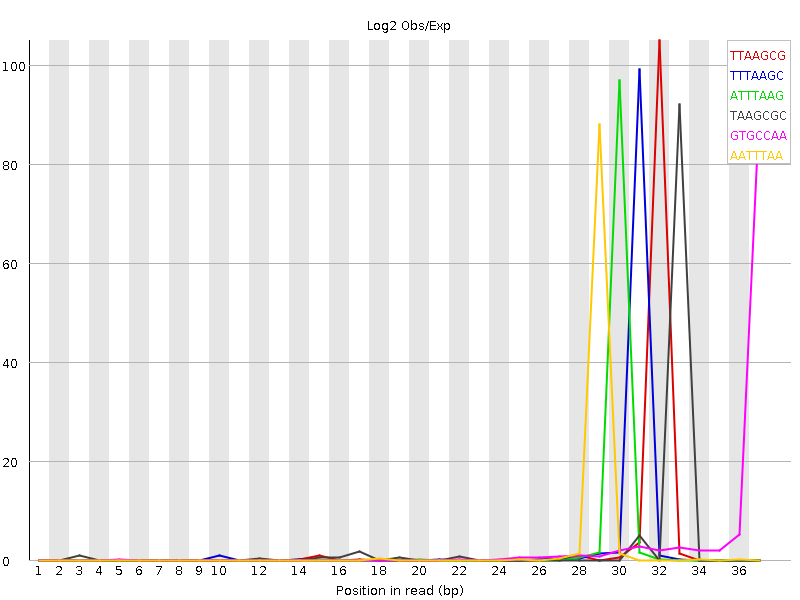 Log2 Obs/Exp
100
80
60
40
20
0
TTAAGCG
TTTAAGC
ATTTAAG
TAAGCGC
GTGCCAA
AATTTAA
1 2 3 4 5 6 7 8 9 10 12 14 16 18 20 22 24 26 28 30 32 34 36
Position in read (bp)